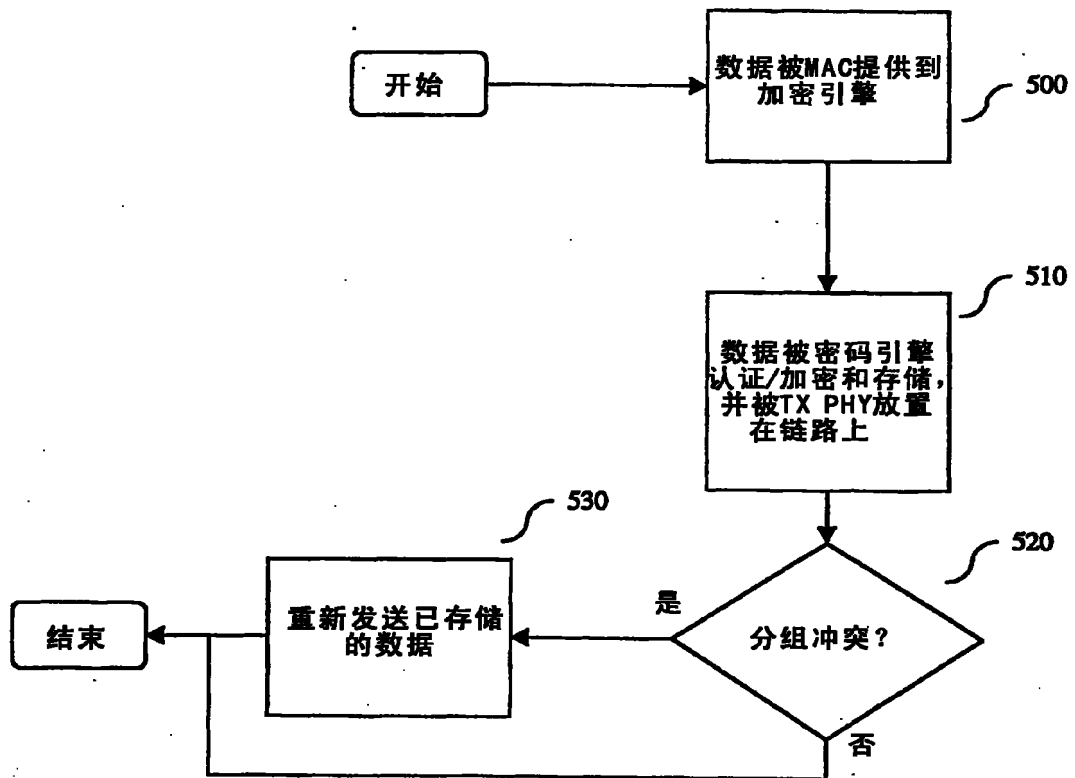 开始
数据被MAC提供到
加密引擎
500
510
数据被密码引擎
认证/加密和存储，
并被TX PHY放置
在链路上
530
520
结束
重新发送已存储
的数据
是
分组冲突？
否